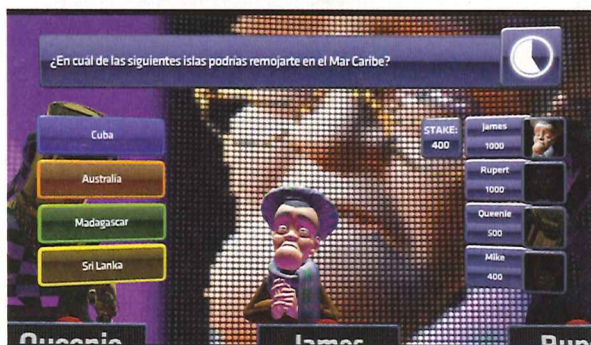 ¿En cuál de las siguientes islas podrías remojarte en el Mar Caribe?
Cuba
Australia
Madagascar
Sri Lanka
STAKE:
400
James
1000
Rupert
1000
Queenie
500
Mike
400
Queenie
James